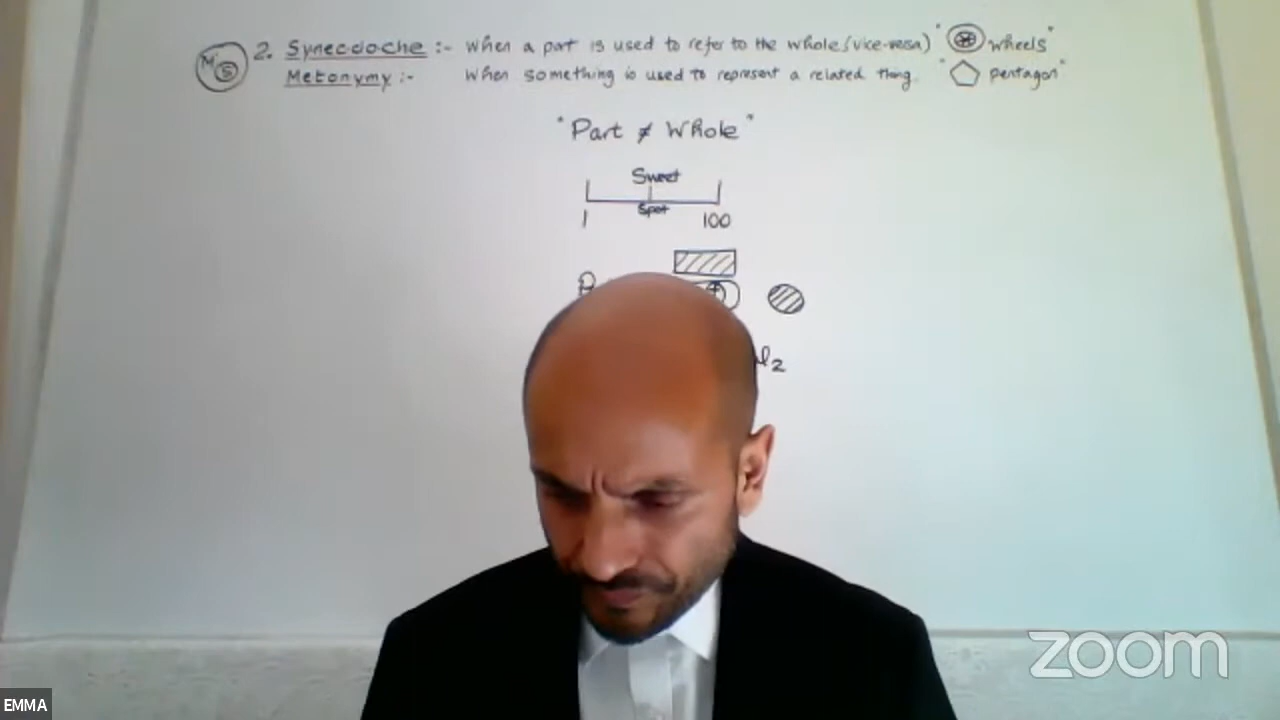 M S 2. Synecdoche :- When a part is used to refer to the whole (vice-versa) " wheels"
Metonymy :- When something is used to represent a related thing. " pentagon"
"Part ≠ Whole"
Sweet
Spot
1 100
2
zoom
EMMA